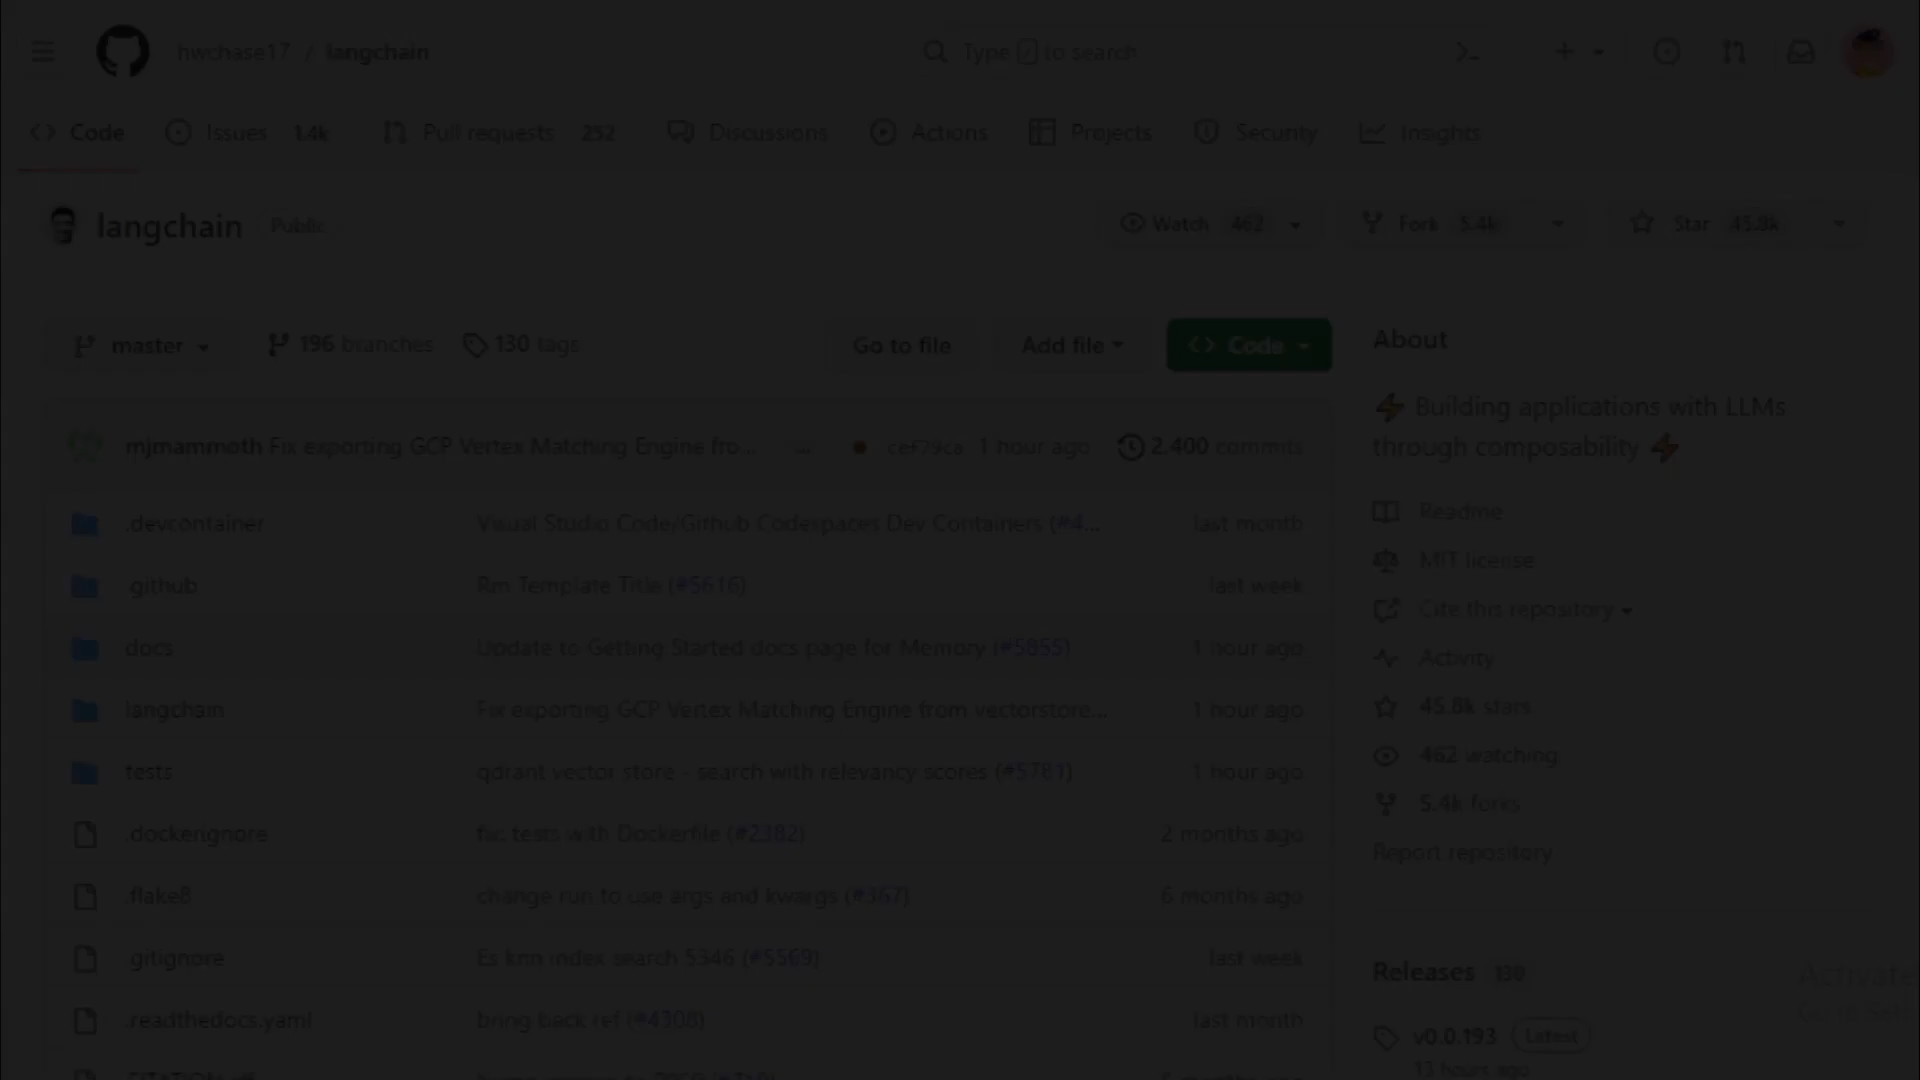 hwchase17 / langchain
Type / to search
Code
Issues 1.4k
Pull requests 252
Discussions
Actions
Projects
Security
Insights
langchain Public
Watch 462
Fork 5.4k
Star 45.8k
master
196 branches
130 tags
Go to file
Add file
Code
mjmammoth Fix exporting GCP Vertex Matching Engine fro... ... cef79ca 1 hour ago 2,400 commits
.devcontainer Visual Studio Code/Github Codespaces Dev Containers (#4... last month
.github Rm Template Title (#5616) last week
docs Update to Getting Started docs page for Memory (#5855) 1 hour ago
langchain Fix exporting GCP Vertex Matching Engine from vectorstore... 1 hour ago
tests qdrant vector store - search with relevancy scores (#5781) 1 hour ago
.dockerignore fix: tests with Dockerfile (#2382) 2 months ago
.flake8 change run to use args and kwargs (#367) 6 months ago
.gitignore Es knn index search 5346 (#5569) last week
.readthedocs.yaml bring back ref (#4308) last month
About
Building applications with LLMs
through composability
Readme
MIT license
Cite this repository
Activity
45.8k stars
462 watching
5.4k forks
Report repository
Releases 130
v0.0.193 Latest
13 hours ago
Activate